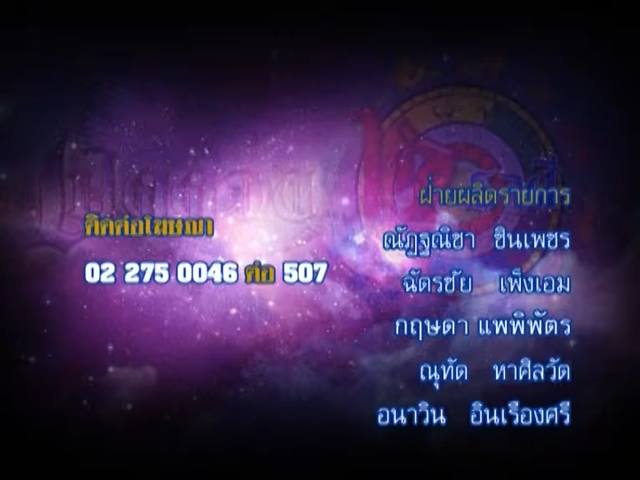 ติดต่อโฆษณา
02 275 0046 ต่อ 507
ฝ่ายผลิตรายการ
ณัฏฐณิชา ชินเพชร
ฉัตรชัย เพ็งเอม
กฤษดา แพพิพัตร
ณุทัด หาศิลวัด
อนาวิน อินเรืองศรี